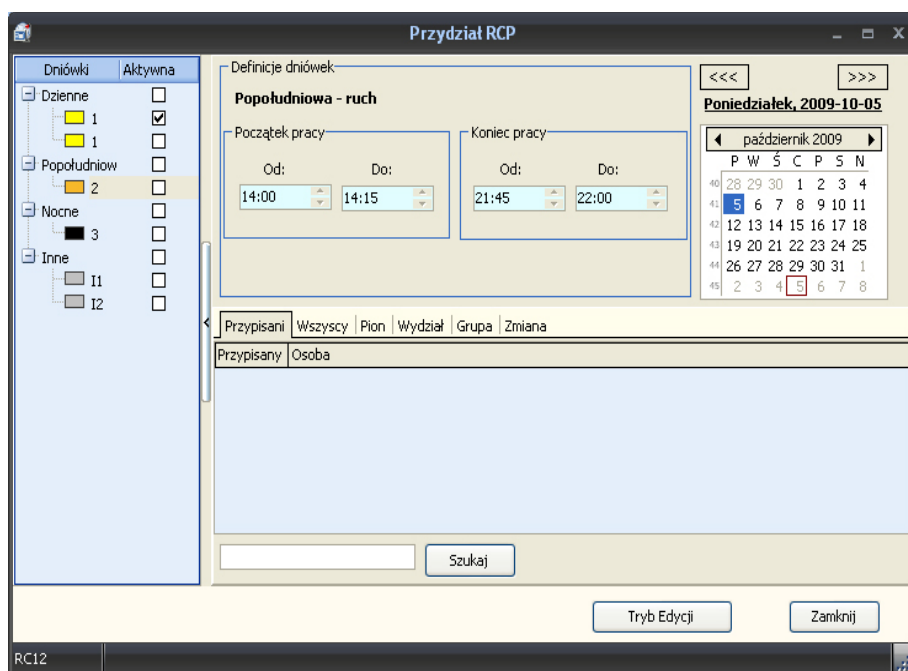 Przydział RCP
Dniówki Aktywna
Dzienne
1
1
Popołudniow
2
Nocne
3
Inne
I1
I2
Definicje dniówek
Popołudniowa - ruch
Początek pracy
Od: Do:
14:00 14:15
Koniec pracy
Od: Do:
21:45 22:00
<<< >>>
Poniedziałek, 2009-10-05
październik 2009
P W Ś C P S N
40 28 29 30 1 2 3 4
41 5 6 7 8 9 10 11
42 12 13 14 15 16 17 18
43 19 20 21 22 23 24 25
44 26 27 28 29 30 31 1
45 2 3 4 5 6 7 8
Przypisani Wszyscy Pion Wydział Grupa Zmiana
Przypisany Osoba
Szukaj
Tryb Edycji Zamknij
RC12